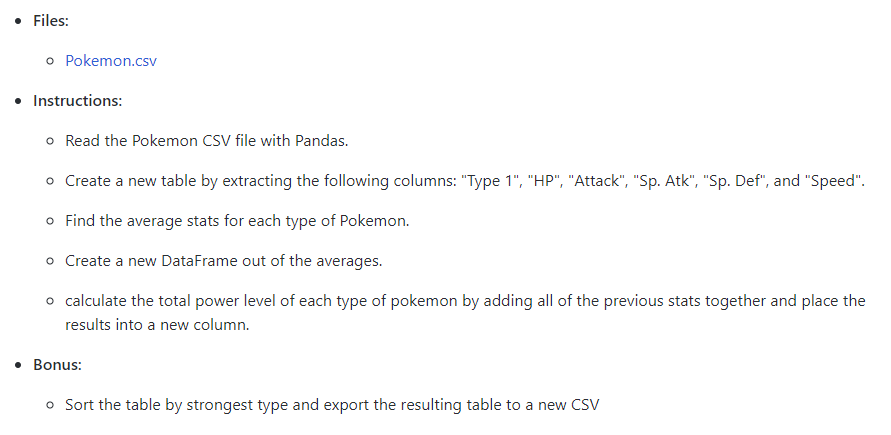 Files:
Pokemon.csv
Instructions:
Read the Pokemon CSV file with Pandas.
Create a new table by extracting the following columns: "Type 1", "HP", "Attack", "Sp. Atk", "Sp. Def", and "Speed".
Find the average stats for each type of Pokemon.
Create a new DataFrame out of the averages.
calculate the total power level of each type of pokemon by adding all of the previous stats together and place the
results into a new column.
Bonus:
Sort the table by strongest type and export the resulting table to a new CSV